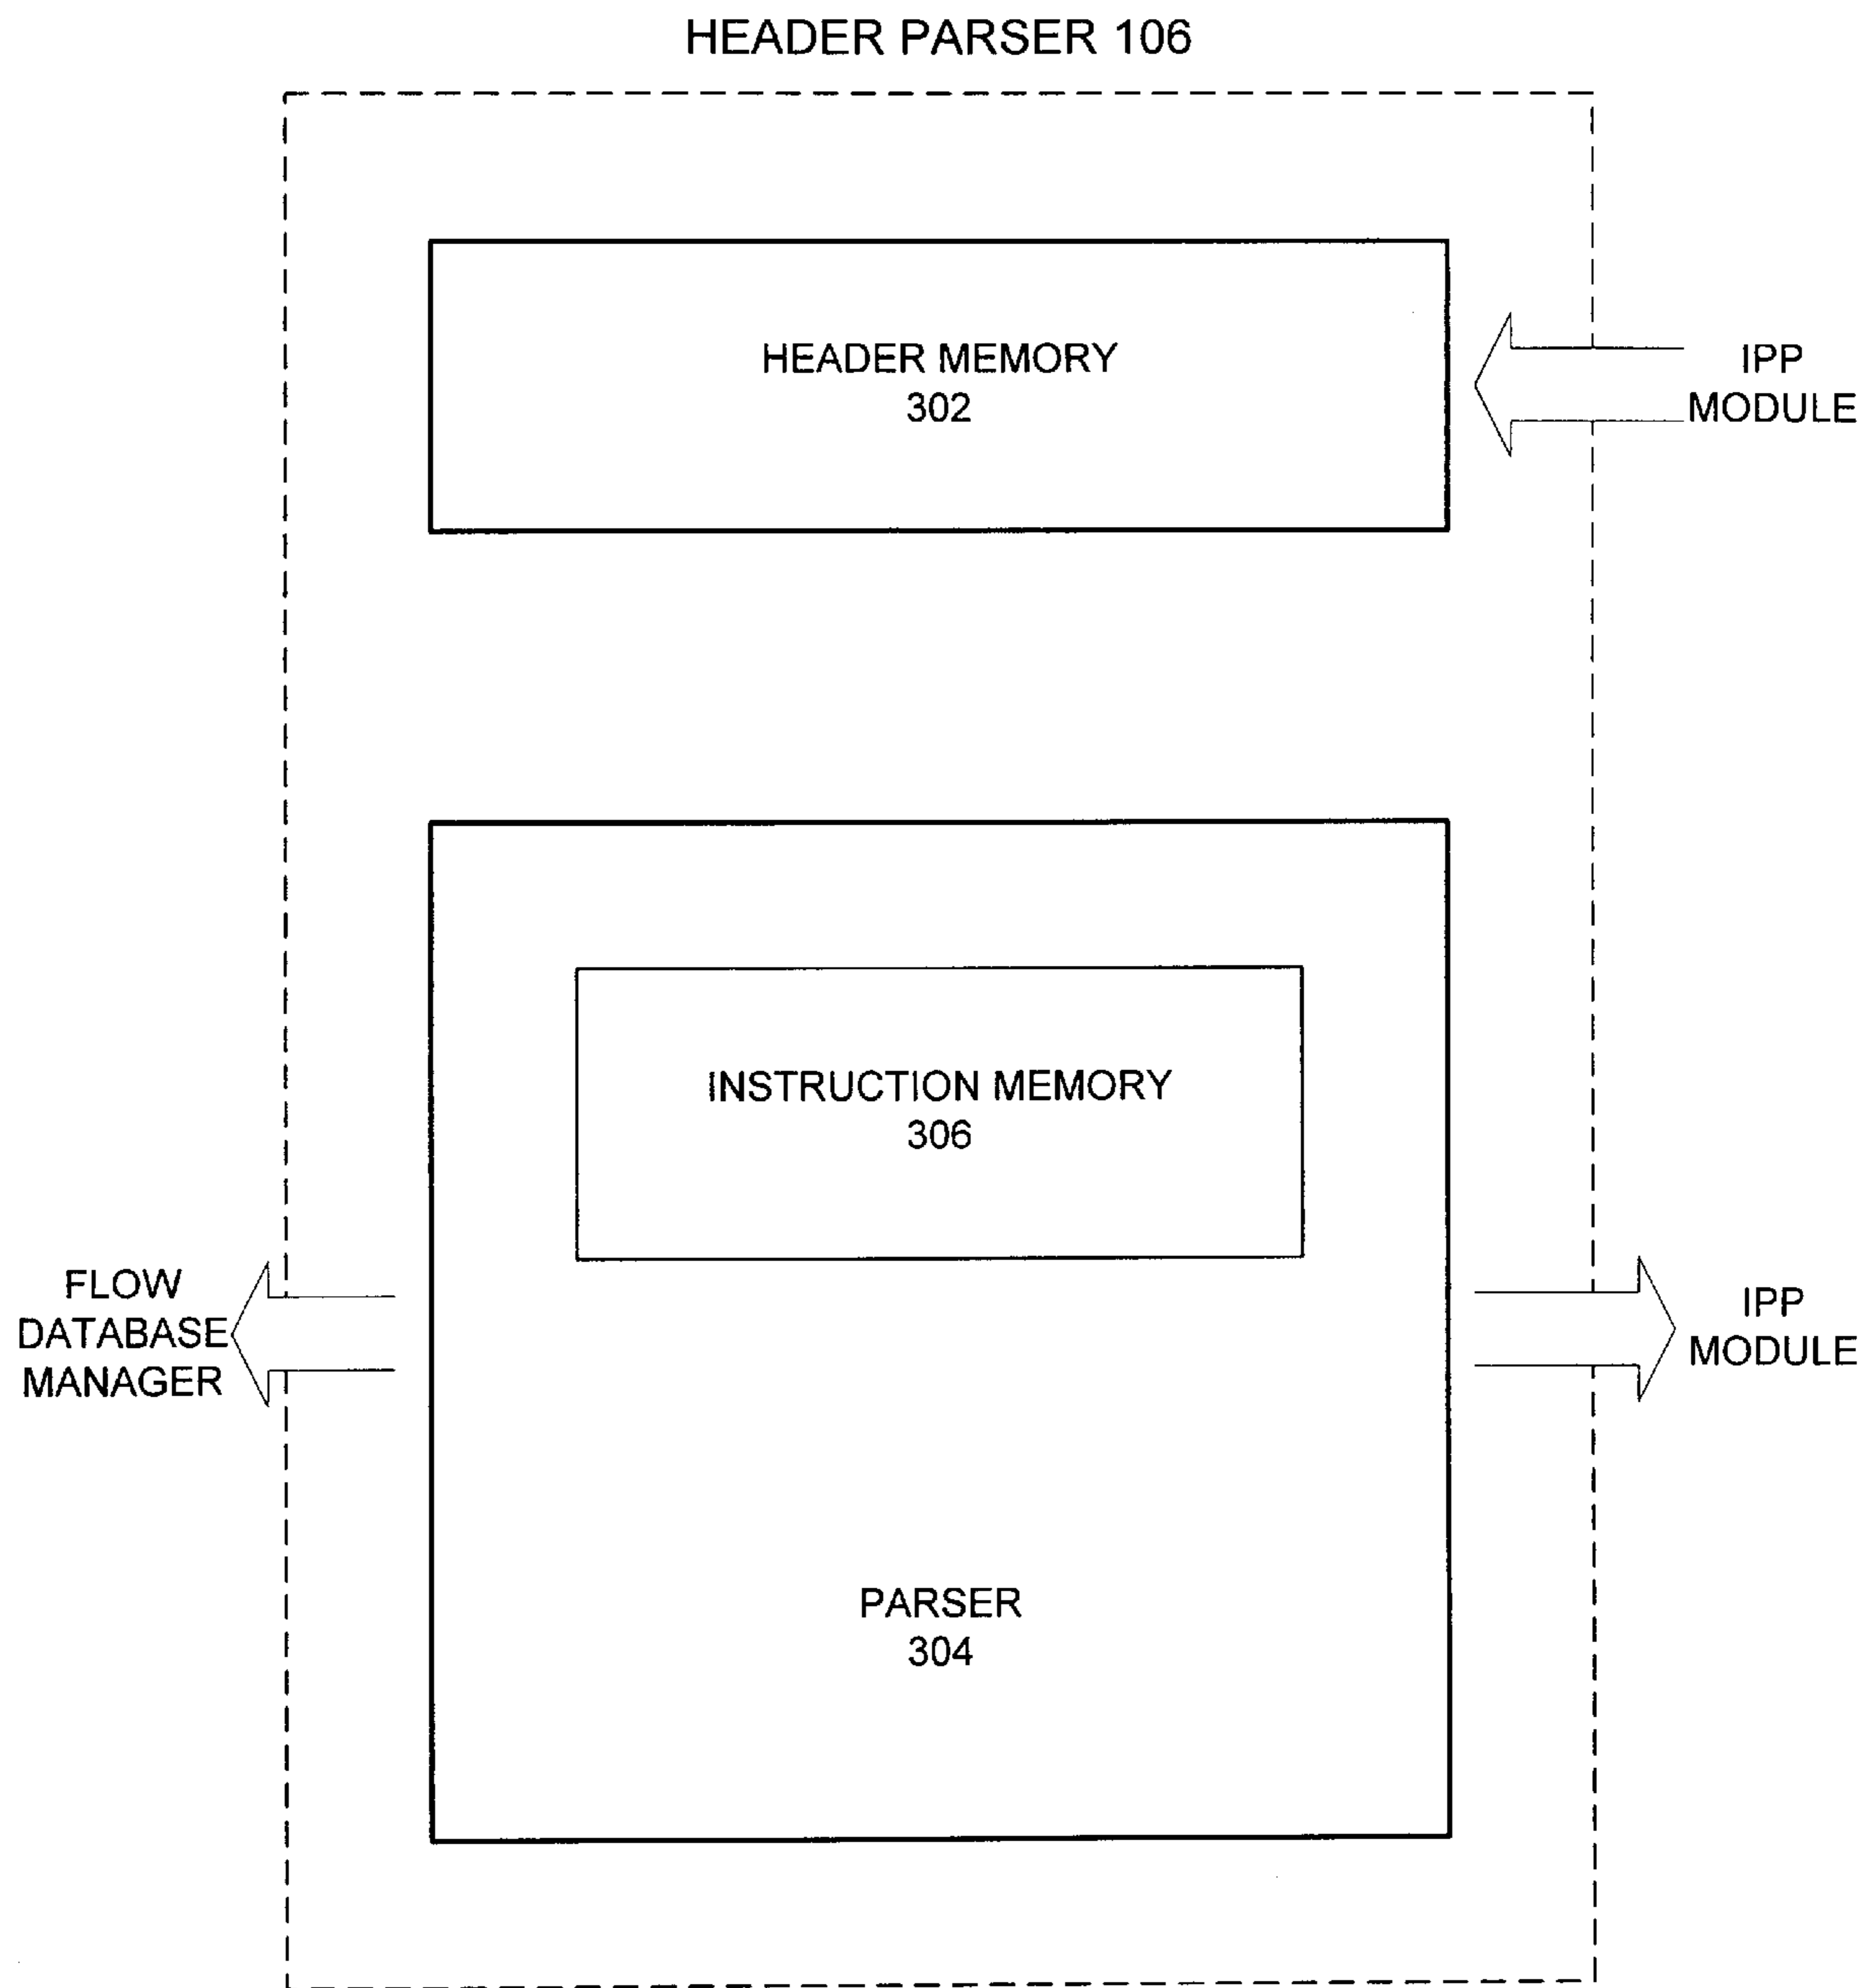 HEADER PARSER 106
HEADER MEMORY
302
IPP
MODULE
INSTRUCTION MEMORY
306
FLOW
DATABASE
MANAGER
IPP
MODULE
PARSER
304